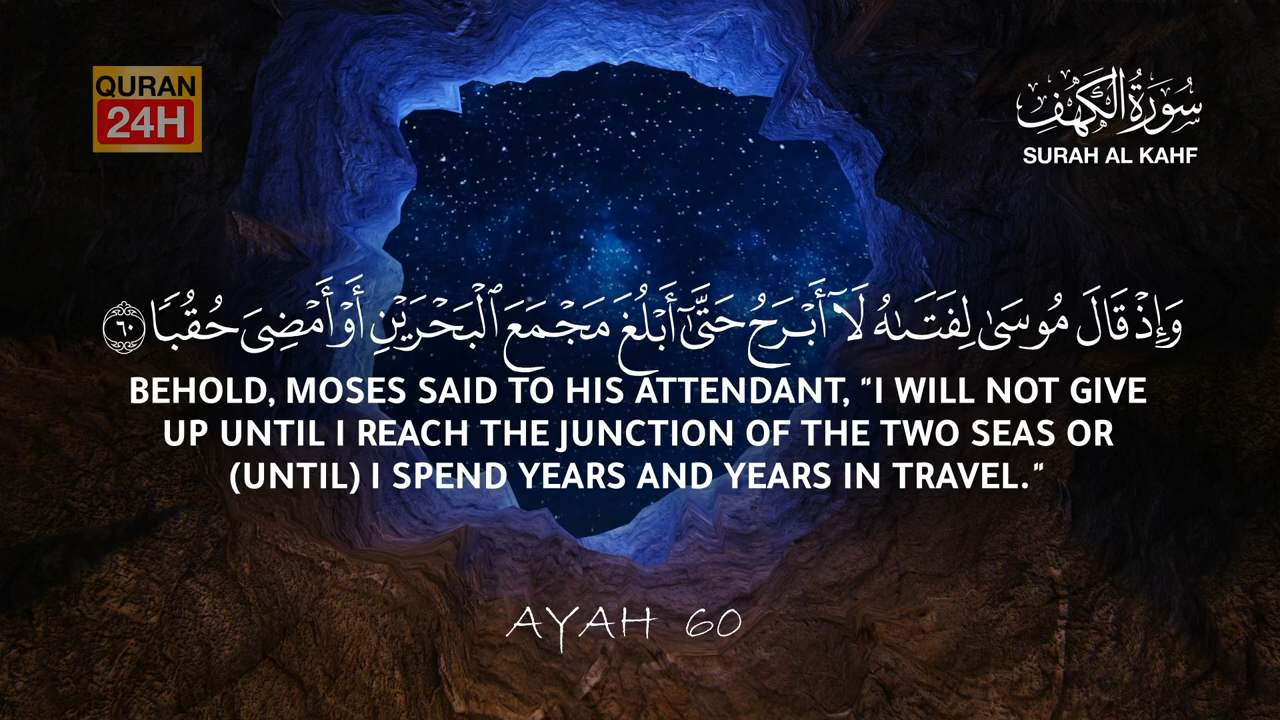 QURAN
24H
سُورَةُ الكَهْفِ
SURAH AL KAHF
وَإِذْ قَالَ مُوسَىٰ لِفَتَىٰهُ لَآ أَبْرَحُ حَتَّىٰٓ أَبْلُغَ مَجْمَعَ ٱلْبَحْرَيْنِ أَوْ أَمْضِىَ حُقُبًا ٦٠
BEHOLD, MOSES SAID TO HIS ATTENDANT, "I WILL NOT GIVE
UP UNTIL I REACH THE JUNCTION OF THE TWO SEAS OR
(UNTIL) I SPEND YEARS AND YEARS IN TRAVEL."
AYAH 60